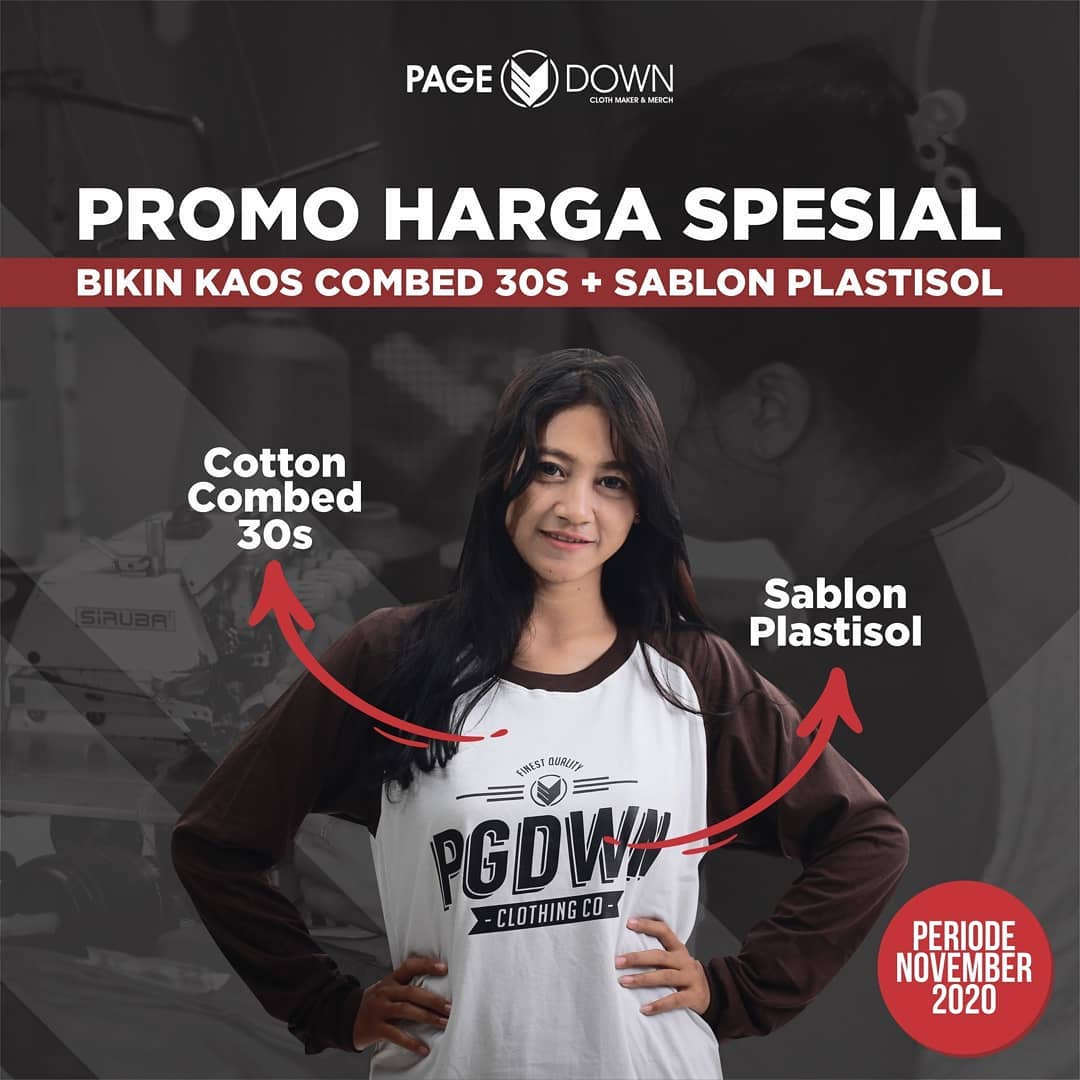 PAGE DOWN
CLOTH MAKER & MERCH
PROMO HARGA SPESIAL
BIKIN KAOS COMBED 30S + SABLON PLASTISOL
Cotton
Combed
30s
Sablon
Plastisol
SIRUBA
FINEST QUALITY
PGDWN
- CLOTHING CO -
PERIODE
NOVEMBER
2020